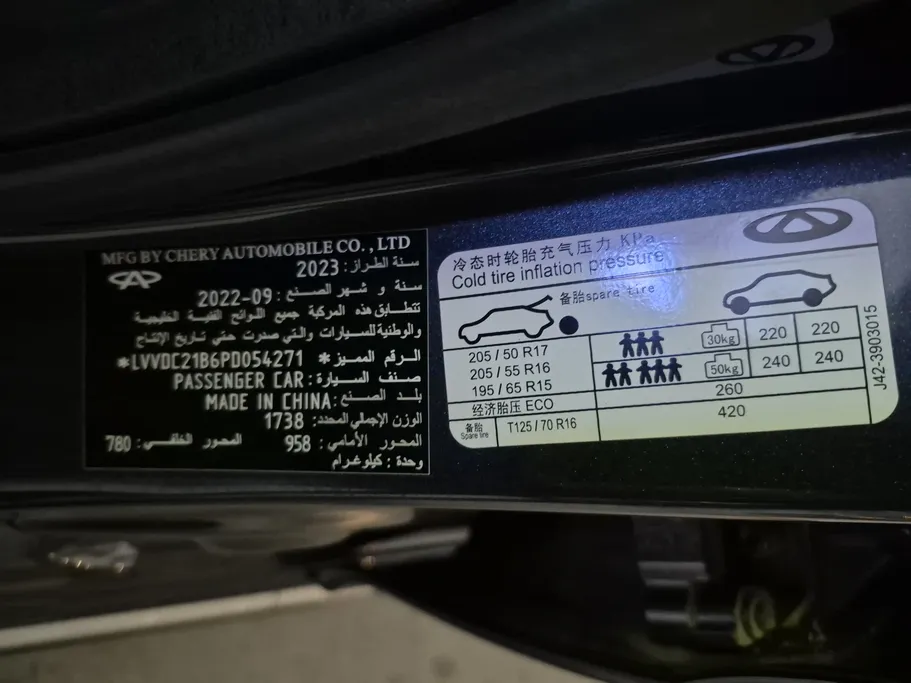 MFG BY CHERY AUTOMOBILE CO., LTD
سنة الطراز: 2023
سنة و شهر الصنع: 2022-09
تتطابق هذه المركبة جميع اللوائح الفنية الخليجية
والوطنية للسيارات والتي صدرت حتى تاريخ الإنتاج
الرقم المميز: *LVVDC21B6PD054271*
صنف السيارة: PASSENGER CAR
بلد الصنع: MADE IN CHINA
الوزن الإجمالي المحدد: 1738
المحور الأمامي: 958 المحور الخلفي: 780
وحدة: كيلوغرام
冷态时轮胎充气压力 KPa
Cold tire inflation pressure
备胎spare tire
205 / 50 R17
205 / 55 R16
195 / 65 R15
30kg 220 220
50kg 240 240
经济胎压 ECO 260
备胎 Spare tire T125 / 70 R16 420
J42-3903015